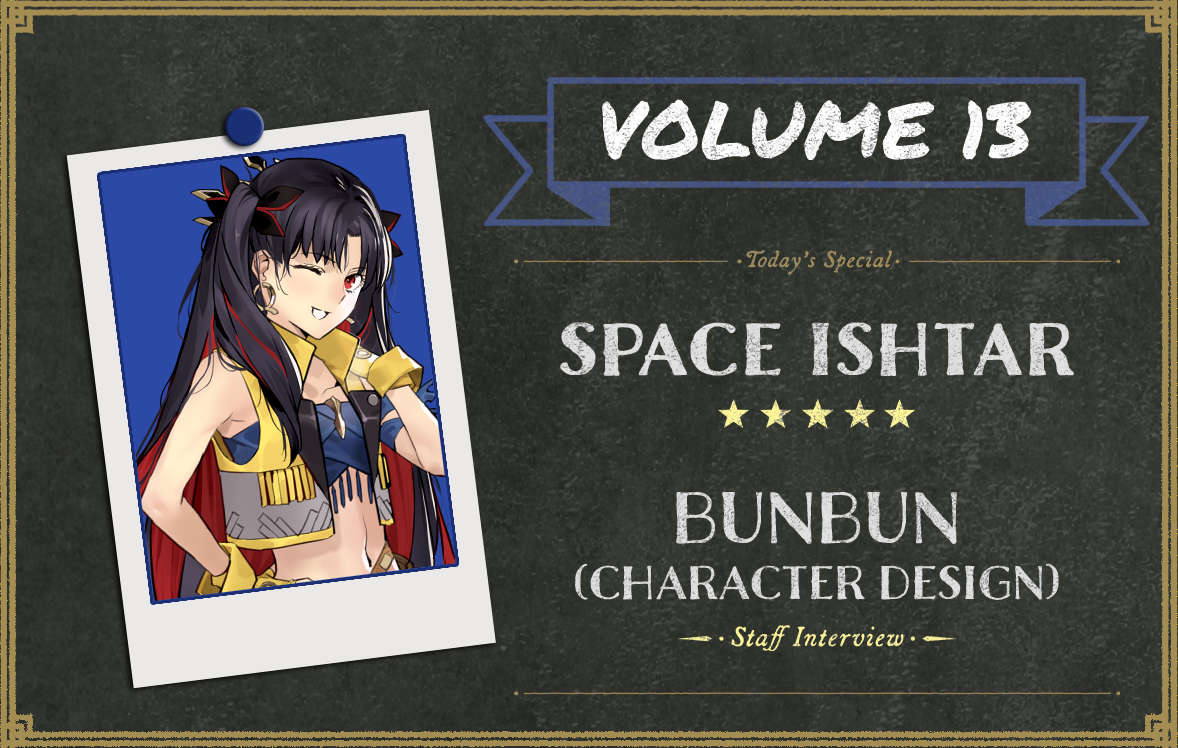 VOLUME 13
Today's Special
SPACE ISHTAR
★★★★★
BUNBUN
(CHARACTER DESIGN)
Staff Interview